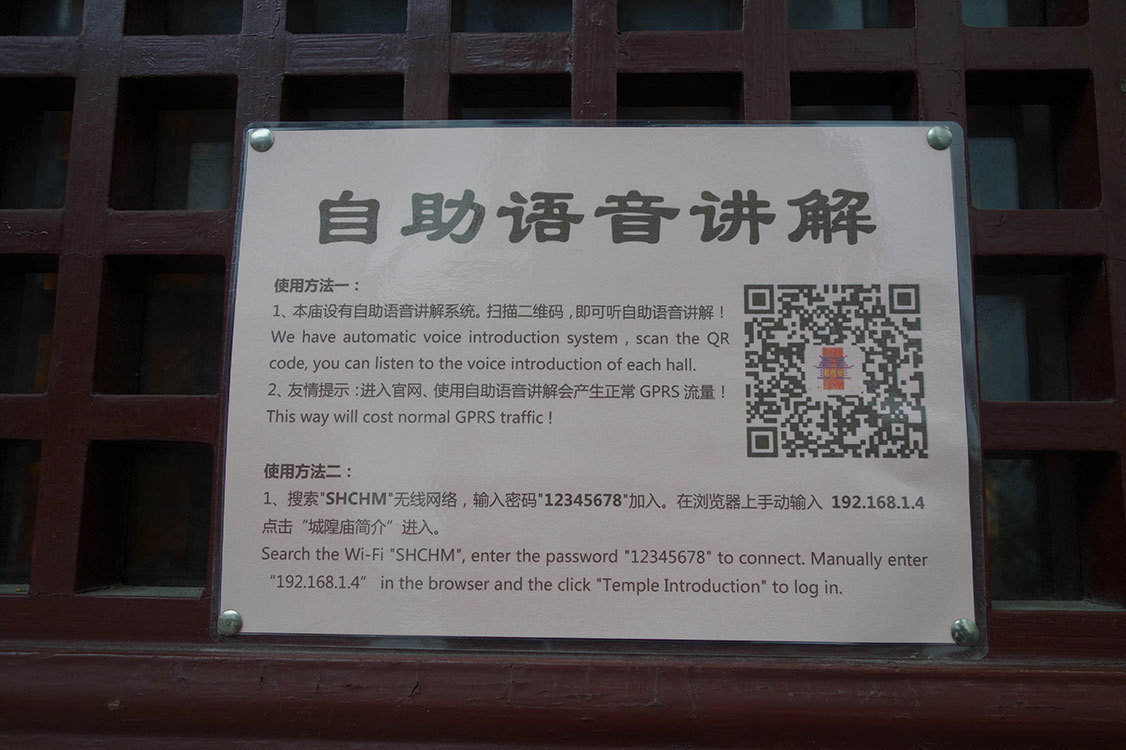 自助语音讲解
使用方法一：
1、本庙设有自助语音讲解系统。扫描二维码，即可听自助语音讲解！
We have automatic voice introduction system , scan the QR
code, you can listen to the voice introduction of each hall.
2、友情提示：进入官网、使用自助语音讲解会产生正常 GPRS 流量！
This way will cost normal GPRS traffic !
使用方法二：
1、搜索"SHCHM"无线网络，输入密码"12345678"加入。在浏览器上手动输入 192.168.1.4
点击“城隍庙简介”进入。
Search the Wi-Fi "SHCHM", enter the password "12345678" to connect. Manually enter
“192.168.1.4” in the browser and the click "Temple Introduction" to log in.